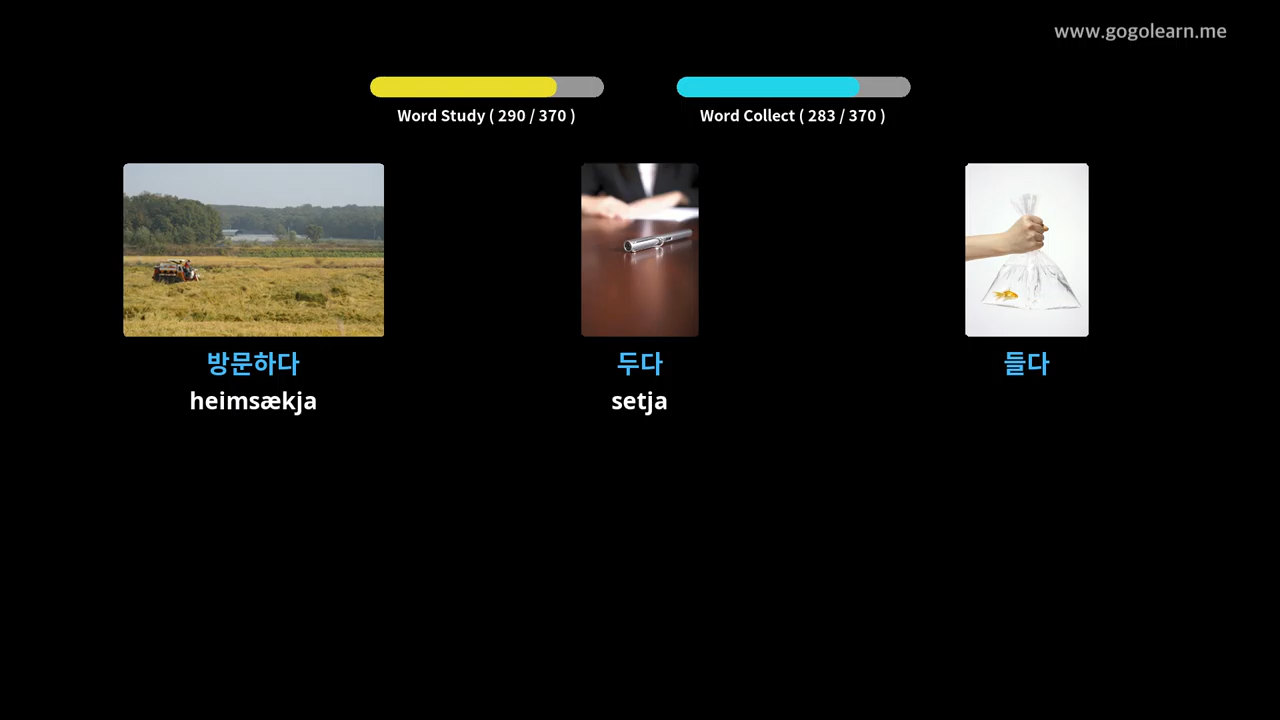 www.gogolearn.me
Word Study ( 290 / 370 )
Word Collect ( 283 / 370 )
방문하다
두다
들다
heimsækja
setja